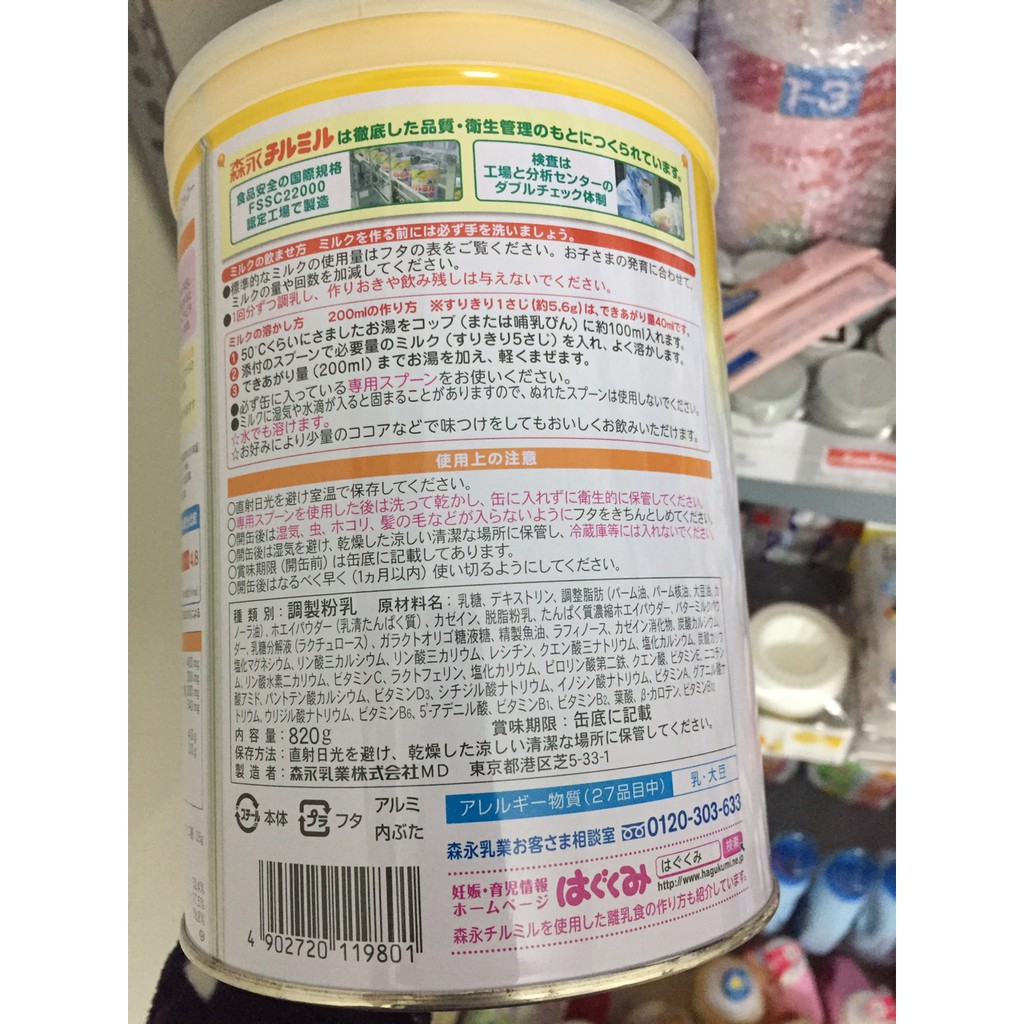 森永チルミルは徹底した品質・衛生管理のもとにつくられています。
食品安全の国際規格
FSSC22000
認定工場で製造
検査は
工場と分析センターの
ダブルチェック体制
ミルクの飲ませ方 ミルクを作る前には必ず手を洗いましょう。
●標準的なミルクの使用量はフタの表をご覧ください。お子さまの発育に合わせて、
ミルクの量や回数を加減してください。
●1回分ずつ調乳し、作りおきや飲み残しは与えないでください。
ミルクの溶かし方 200mlの作り方 ※すりきり1さじ(約5.6g)は、できあがり量40mlです。
1 50℃くらいにさましたお湯をコップ(または哺乳びん)に約100ml入れます。
2 添付のスプーンで必要量のミルク(すりきり5さじ)を入れ、よく溶かします。
3 できあがり量(200ml)までお湯を加え、軽くまぜます。
●必ず缶に入っている専用スプーンをお使いください。
●ミルクに湿気や水滴が入ると固まることがありますので、ぬれたスプーンは使用しないでください。
☆水でも溶けます。
☆お好みにより少量のココアなどで味つけをしてもおいしくお飲みいただけます。
使用上の注意
○直射日光を避け室温で保存してください。
○専用スプーンを使用した後は洗って乾かし、缶に入れずに衛生的に保管してください。
○開缶後は湿気、虫、ホコリ、髪の毛などが入らないようにフタをきちんとしめてください。
○開缶後は湿気を避け、乾燥した涼しい清潔な場所に保管し、冷蔵庫等には入れないでください。
○賞味期限(開缶前)は缶底に記載してあります。
○開缶後はなるべく早く(1ヵ月以内)使い切るようにしてください。
種類別:調製粉乳 原材料名:乳糖、デキストリン、調整脂肪(パーム油、パーム核油、大豆油、カ
ノーラ油)、ホエイパウダー(乳清たんぱく質)、カゼイン、脱脂粉乳、たんぱく質濃縮ホエイパウダー、バターミルクパウ
ダー、乳糖分解液(ラクチュロース)、ガラクトオリゴ糖液糖、精製魚油、ラフィノース、カゼイン消化物、炭酸カルシウム、
塩化マグネシウム、リン酸三カルシウム、リン酸三カリウム、レシチン、クエン酸三ナトリウム、塩化カルシウム、炭酸カリウ
ム、リン酸水素二カリウム、ビタミンC、ラクトフェリン、塩化カリウム、ピロリン酸第二鉄、クエン酸、ビタミンE、ニコチン
酸アミド、パントテン酸カルシウム、ビタミンD3、シチジル酸ナトリウム、イノシン酸ナトリウム、ビタミンA、グアニル酸ナ
トリウム、ウリジル酸ナトリウム、ビタミンB6、5'-アデニル酸、ビタミンB1、ビタミンB2、葉酸、β-カロテン、ビタミンB12
内容量:820g 賞味期限:缶底に記載
保存方法:直射日光を避け、乾燥した涼しい清潔な場所に保管してください。
製造者:森永乳業株式会社MD 東京都港区芝5-33-1
スチール 本体 プラ フタ アルミ
内ぶた
アレルギー物質(27品目中) 乳・大豆
森永乳業お客さま相談室 0120-303-633
妊娠・育児情報
ホームページ
はぐくみ
はぐくみ 検索
http://www.hagukumi.ne.jp
森永チルミルを使用した離乳食の作り方も紹介しています。
4 902720 119801
T-3